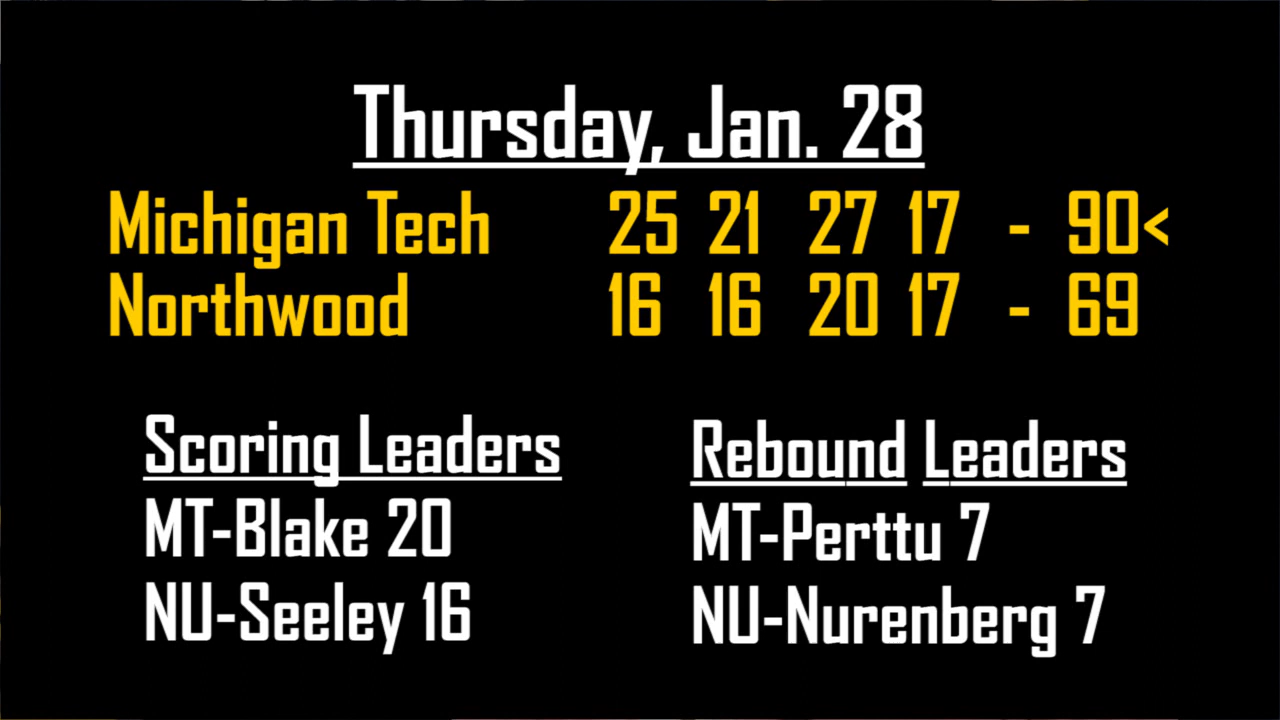 Thursday, Jan. 28
Michigan Tech 25 21 27 17 - 90<
Northwood 16 16 20 17 - 69
Scoring Leaders
MT-Blake 20
NU-Seeley 16
Rebound Leaders
MT-Perttu 7
NU-Nurenberg 7